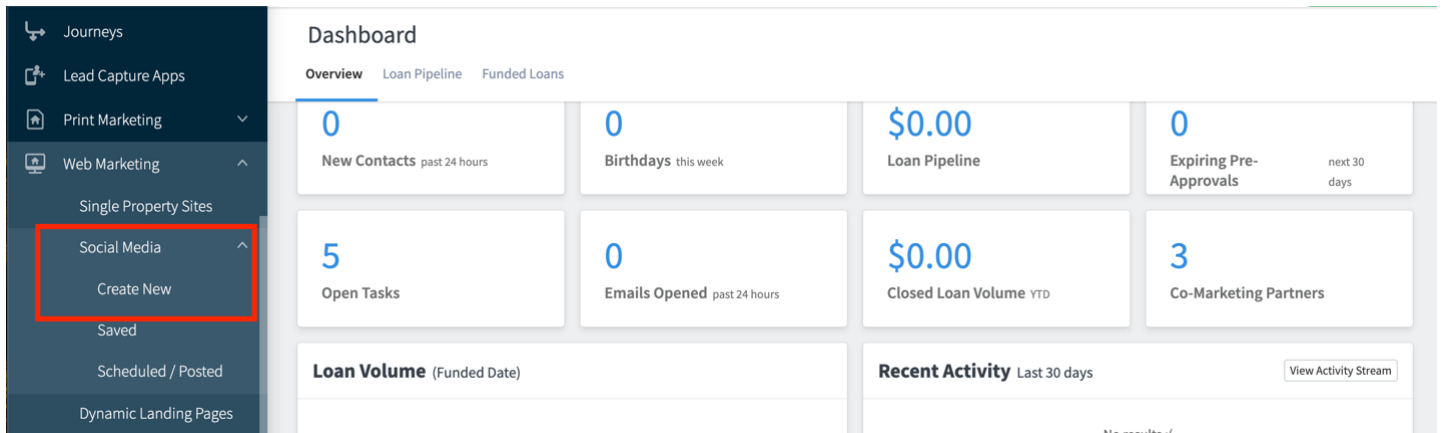 Journeys
Lead Capture Apps
Print Marketing
Web Marketing
Single Property Sites
Social Media
Create New
Saved
Scheduled / Posted
Dynamic Landing Pages
Dashboard
Overview Loan Pipeline Funded Loans
0
New Contacts past 24 hours
0
Birthdays this week
$0.00
Loan Pipeline
0
Expiring Pre-
Approvals
next 30
days
5
Open Tasks
0
Emails Opened past 24 hours
$0.00
Closed Loan Volume YTD
3
Co-Marketing Partners
Loan Volume (Funded Date)
Recent Activity Last 30 days
View Activity Stream